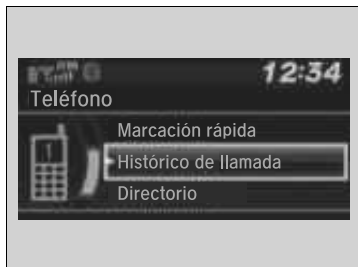 12:34
Teléfono
Marcación rápida
Histórico de llamada
Directorio